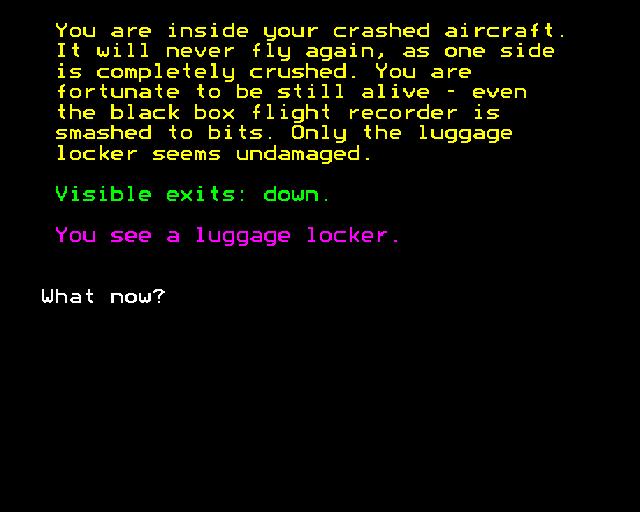 You are inside your crashed aircraft.
It will never fly again, as one side
is completely crushed. You are
fortunate to be still alive - even
the black box flight recorder is
smashed to bits. Only the luggage
locker seems undamaged.
Visible exits: down.
You see a luggage locker.
What now?